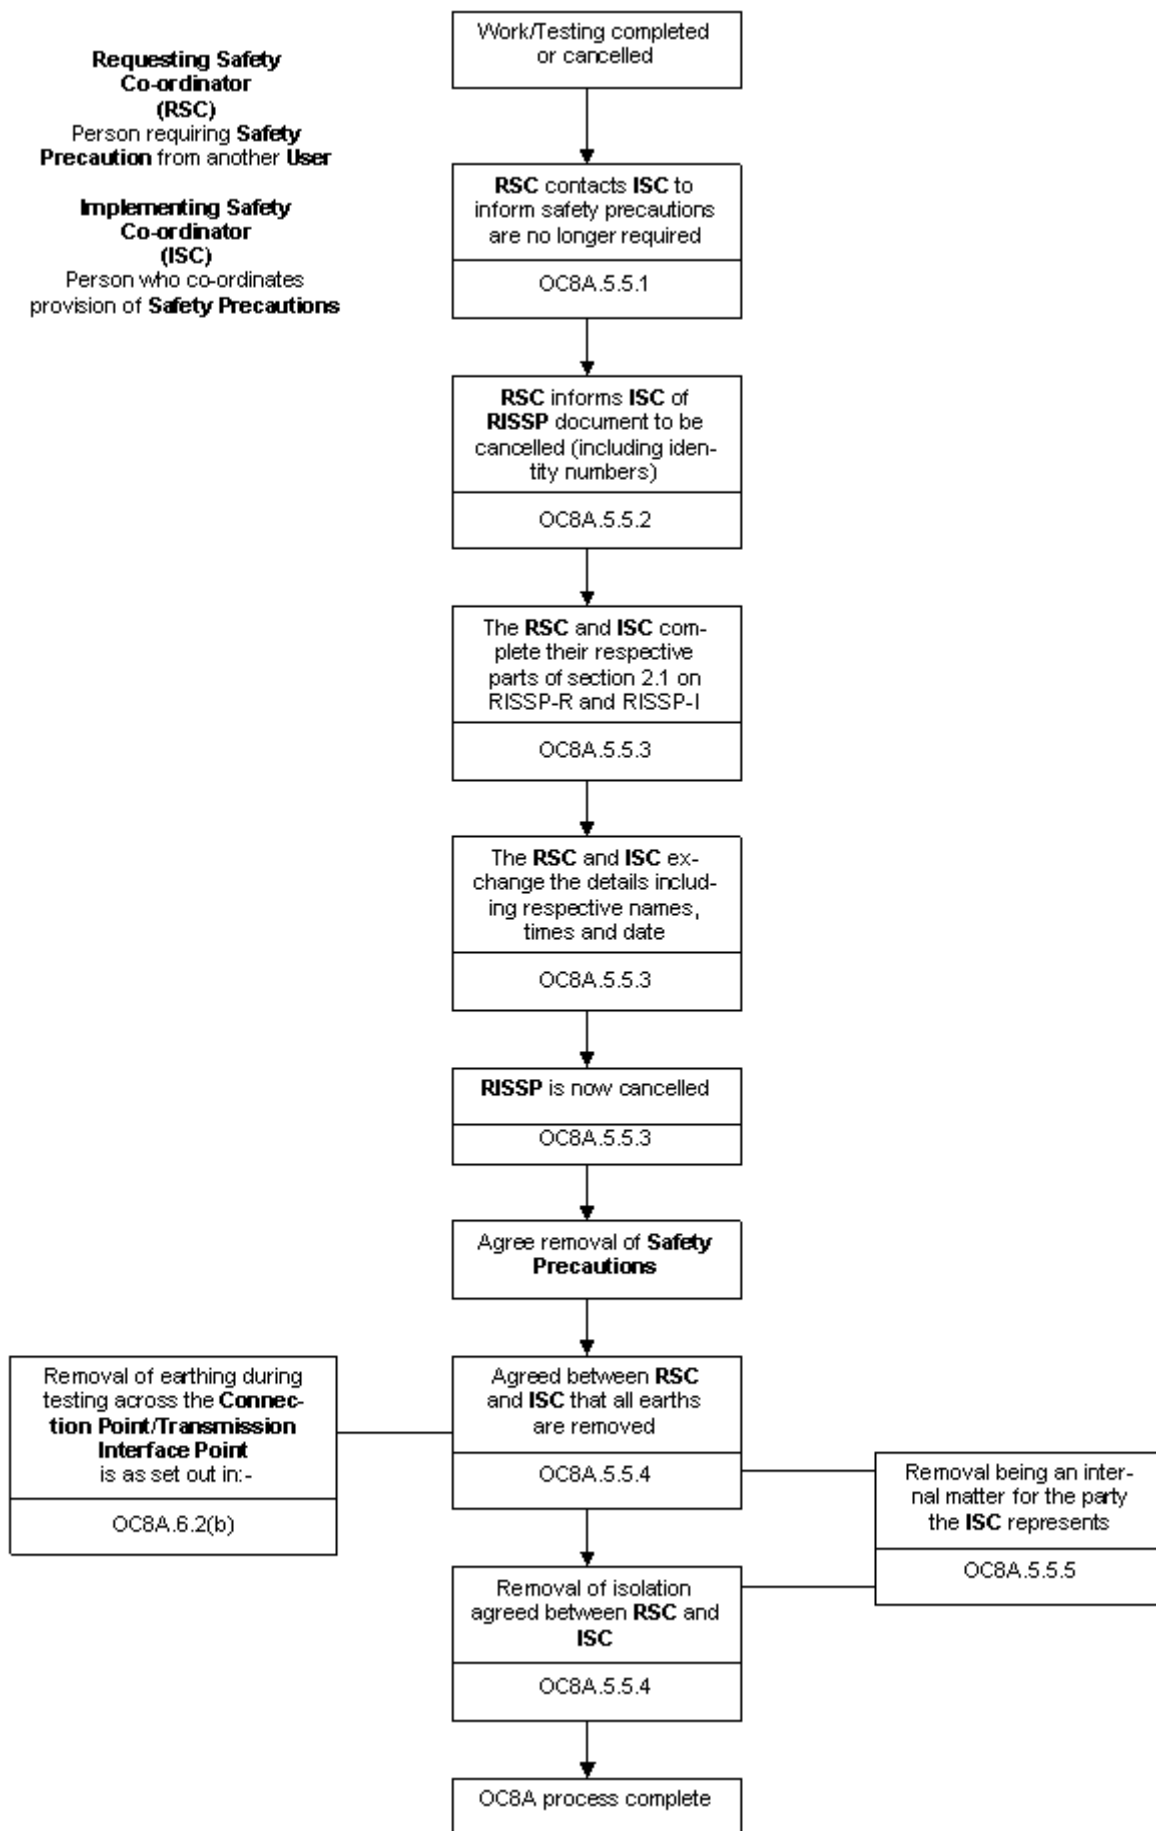 Requesting Safety
Co-ordinator
(RSC)
Person requiring Safety
Precaution from another User
Implementing Safety
Co-ordinator
(ISC)
Person who co-ordinates
provision of Safety Precautions
Work/Testing completed
or cancelled
RSC contacts ISC to
inform safety precautions
are no longer required
OC8A.5.5.1
RSC informs ISC of
RISSP document to be
cancelled (including iden-
tity numbers)
OC8A.5.5.2
The RSC and ISC com-
plete their respective
parts of section 2.1 on
RISSP-R and RISSP-I
OC8A.5.5.3
The RSC and ISC ex-
change the details includ-
ing respective names,
times and date
OC8A.5.5.3
RISSP is now cancelled
OC8A.5.5.3
Agree removal of Safety
Precautions
Removal of earthing during
testing across the Connec-
tion Point/Transmission
Interface Point
is as set out in:-
OC8A.6.2(b)
Agreed between RSC
and ISC that all earths
are removed
OC8A.5.5.4
Removal being an inter-
nal matter for the party
the ISC represents
OC8A.5.5.5
Removal of isolation
agreed between RSC and
ISC
OC8A.5.5.4
OC8A process complete